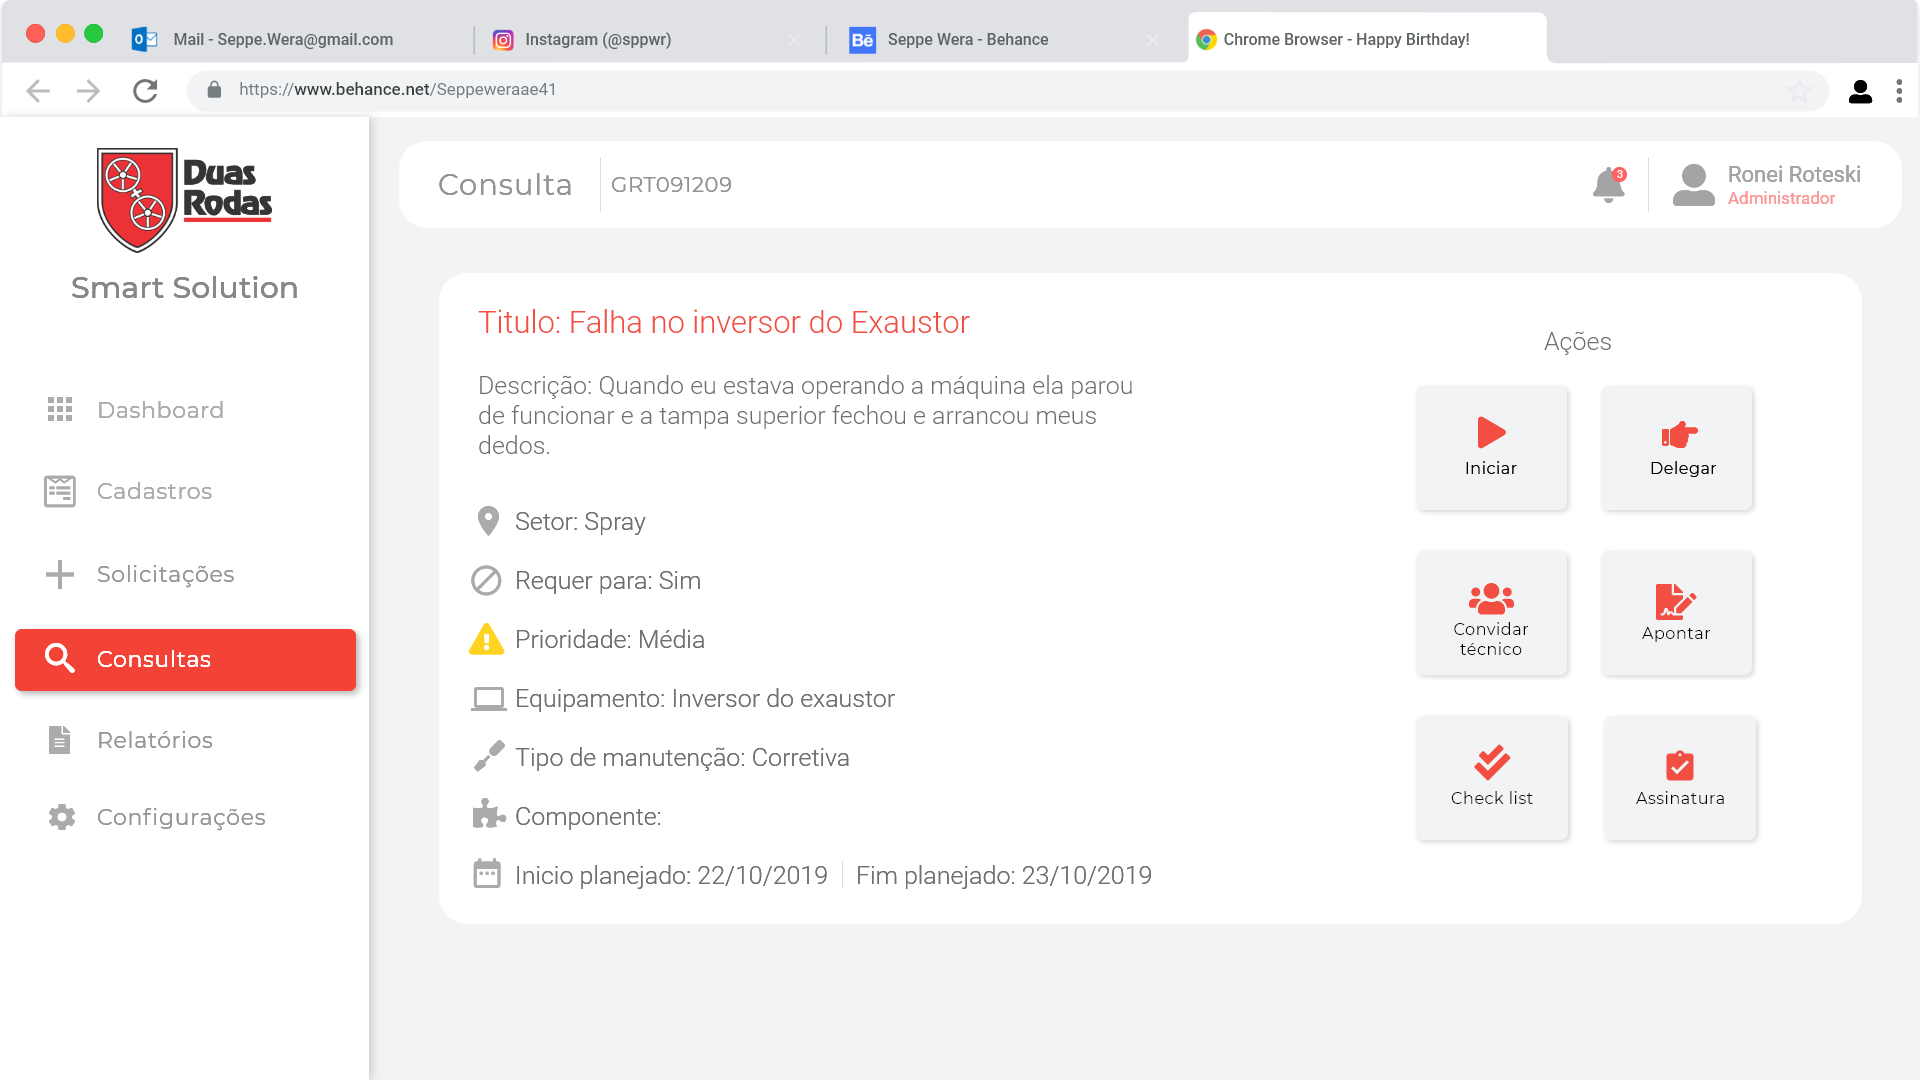 Mail - Seppe.Wera@gmail.com
Instagram (@sppwr)
Bē
Seppe Wera - Behance
Chrome Browser - Happy Birthday!
https://www.behance.net/Seppeweraae41
Duas
Rodas
Smart Solution
Dashboard
Cadastros
Solicitações
Consultas
Relatórios
Configurações
Consulta
GRT091209
3
Ronei Roteski
Administrador
Titulo: Falha no inversor do Exaustor
Descrição: Quando eu estava operando a máquina ela parou
de funcionar e a tampa superior fechou e arrancou meus
dedos.
Setor: Spray
Requer para: Sim
Prioridade: Média
Equipamento: Inversor do exaustor
Tipo de manutenção: Corretiva
Componente:
Inicio planejado: 22/10/2019
Fim planejado: 23/10/2019
Ações
Iniciar
Delegar
Convidar
técnico
Apontar
Check list
Assinatura